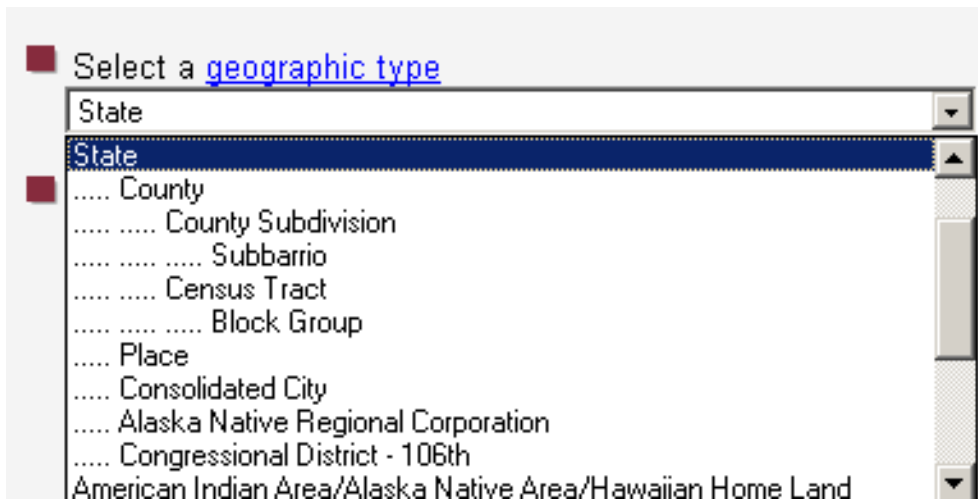 Select a geographic type
State
State
..... County
..... ..... County Subdivision
..... ..... ..... Subbarrio
..... ..... Census Tract
..... ..... ..... Block Group
..... Place
..... Consolidated City
..... Alaska Native Regional Corporation
..... Congressional District - 106th
American Indian Area/Alaska Native Area/Hawaiian Home Land